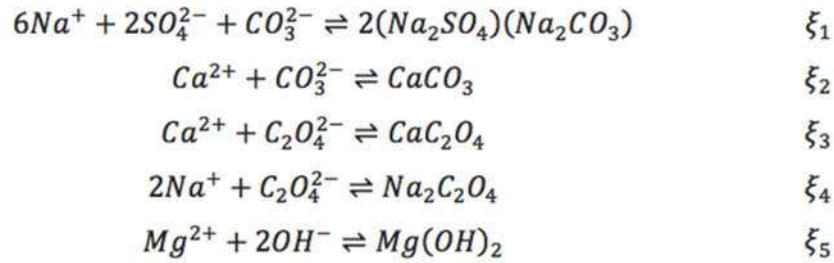 6Na⁺ + 2SO₄²⁻ + CO₃²⁻ ⇌ 2(Na₂SO₄)(Na₂CO₃) ξ₁
Ca²⁺ + CO₃²⁻ ⇌ CaCO₃ ξ₂
Ca²⁺ + C₂O₄²⁻ ⇌ CaC₂O₄ ξ₃
2Na⁺ + C₂O₄²⁻ ⇌ Na₂C₂O₄ ξ₄
Mg²⁺ + 2OH⁻ ⇌ Mg(OH)₂ ξ₅